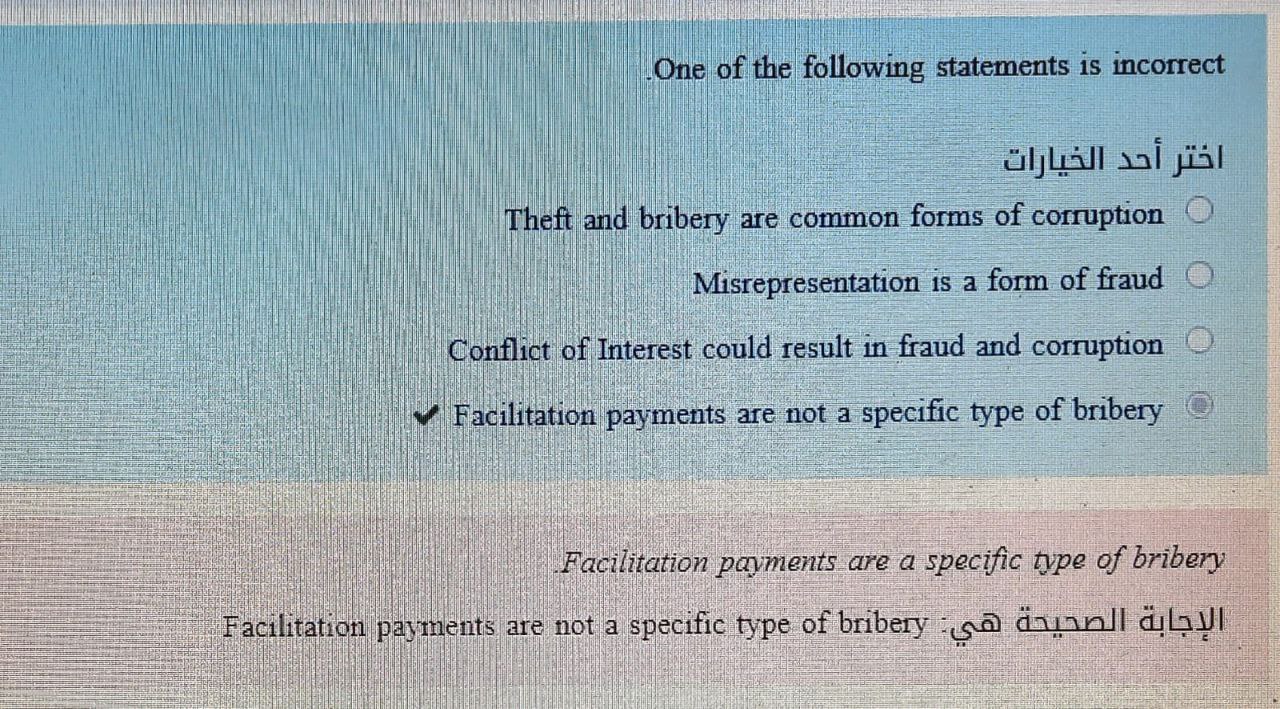 .One of the following statements is incorrect
اختر أحد الخيارات
Theft and bribery are common forms of corruption
Misrepresentation is a form of fraud
Conflict of Interest could result in fraud and corruption
Facilitation payments are not a specific type of bribery
.Facilitation payments are a specific type of bribery
الإجابة الصحيحة هي: Facilitation payments are not a specific type of bribery